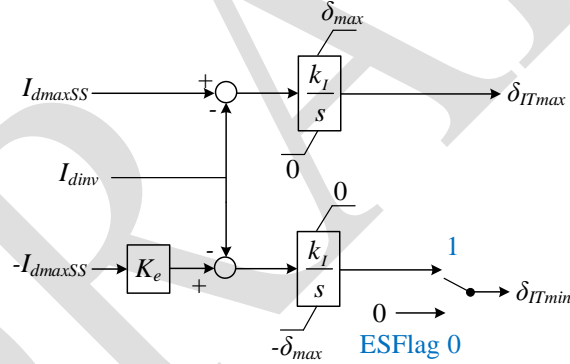 δmax
IdmaxSS
+
-
kI
s
δITmax
0
Idinv
0
-IdmaxSS
Ke
-
+
kI
s
1
δITmin
0
-δmax
ESFlag 0